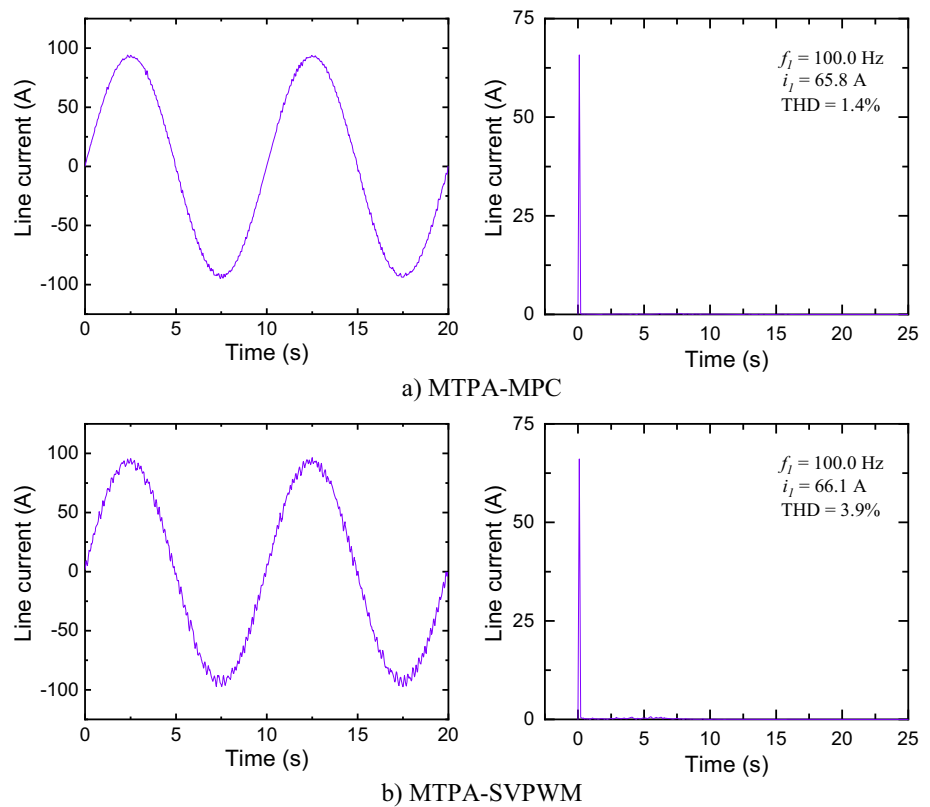 100
50
0
-50
-100
Line current (A)
0 5 10 15 20
Time (s)
75
50
25
0
Line current (A)
0 5 10 15 20 25
Time (s)
f1 = 100.0 Hz
i1 = 65.8 A
THD = 1.4%
a) MTPA-MPC
100
50
0
-50
-100
Line current (A)
0 5 10 15 20
Time (s)
75
50
25
0
Line current (A)
0 5 10 15 20 25
Time (s)
f1 = 100.0 Hz
i1 = 66.1 A
THD = 3.9%
b) MTPA-SVPWM